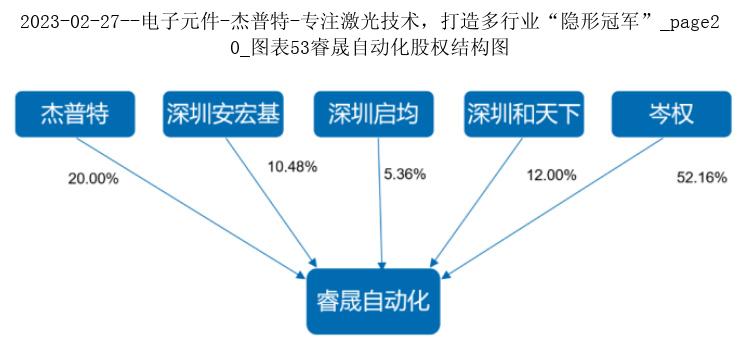 2023-02-27--电子元件-杰普特-专注激光技术，打造多行业“隐形冠军”_page2
0_图表53睿晟自动化股权结构图
杰普特 深圳安宏基 深圳启均 深圳和天下 岑权
20.00% 10.48% 5.36% 12.00% 52.16%
睿晟自动化